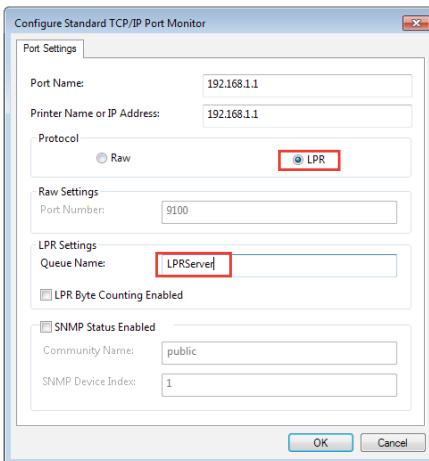 Configure Standard TCP/IP Port Monitor
Port Settings
Port Name: 192.168.1.1
Printer Name or IP Address: 192.168.1.1
Protocol
Raw LPR
Raw Settings
Port Number: 9100
LPR Settings
Queue Name: LPRServer
LPR Byte Counting Enabled
SNMP Status Enabled
Community Name: public
SNMP Device Index: 1
OK Cancel